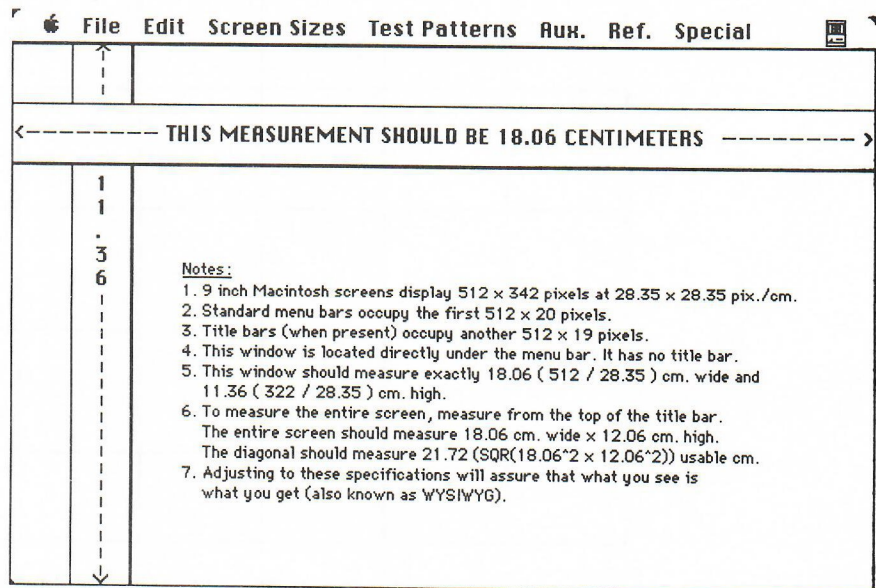 File Edit Screen Sizes Test Patterns Aux. Ref. Special
THIS MEASUREMENT SHOULD BE 18.06 CENTIMETERS
1
1
.
3
6
Notes:
1. 9 inch Macintosh screens display 512 x 342 pixels at 28.35 x 28.35 pix./cm.
2. Standard menu bars occupy the first 512 x 20 pixels.
3. Title bars (when present) occupy another 512 x 19 pixels.
4. This window is located directly under the menu bar. It has no title bar.
5. This window should measure exactly 18.06 ( 512 / 28.35 ) cm. wide and
11.36 ( 322 / 28.35 ) cm. high.
6. To measure the entire screen, measure from the top of the title bar.
The entire screen should measure 18.06 cm. wide x 12.06 cm. high.
The diagonal should measure 21.72 (SQR(18.06^2 x 12.06^2)) usable cm.
7. Adjusting to these specifications will assure that what you see is
what you get (also known as WYSIWYG).